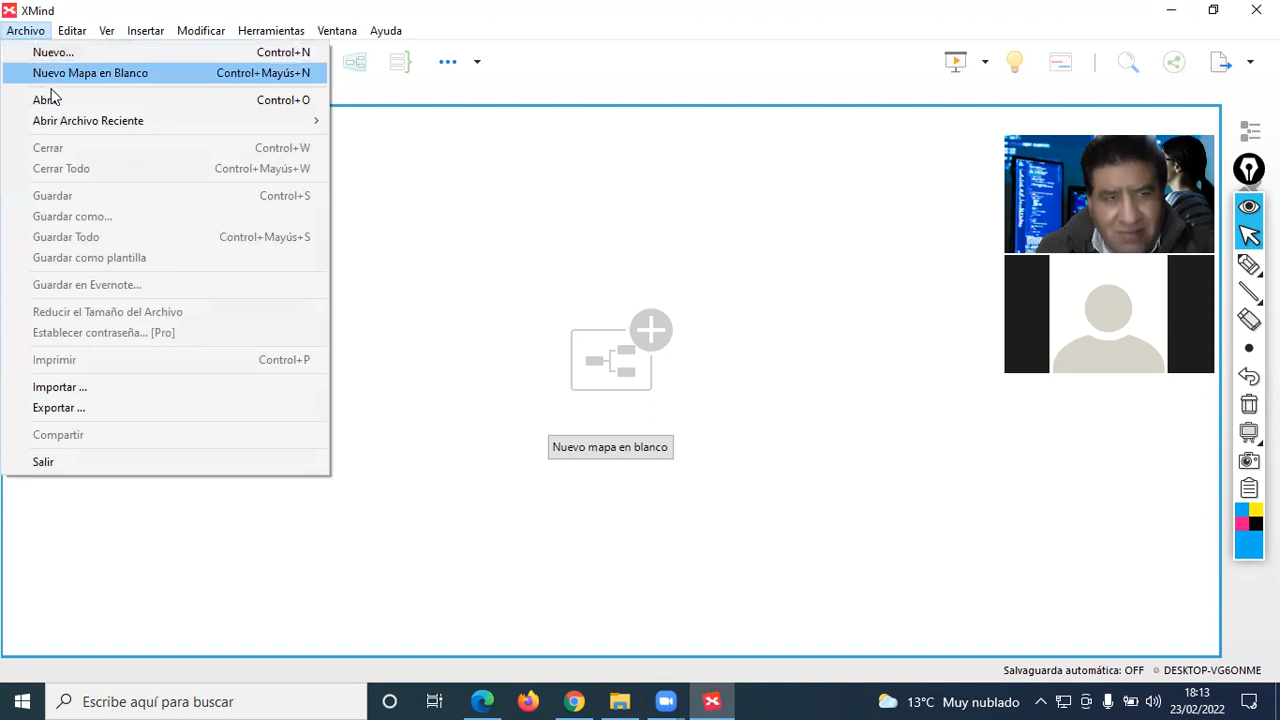 XMind
Archivo Editar Ver Insertar Modificar Herramientas Ventana Ayuda
Nuevo... Control+N
Nuevo Mapa en Blanco Control+Mayús+N
Control+O
Abrir Archivo Reciente
Cerrar Control+W
Cerrar Todo Control+Mayús+W
Guardar Control+S
Guardar como...
Guardar Todo Control+Mayús+S
Guardar como plantilla
Guardar en Evernote...
Reducir el Tamaño del Archivo
Establecer contraseña... [Pro]
Imprimir Control+P
Importar ...
Exportar ...
Compartir
Salir
Nuevo mapa en blanco
Salvaguarda automática: OFF DESKTOP-VG6ONME
Escribe aquí para buscar
13°C Muy nublado
18:13
23/02/2022